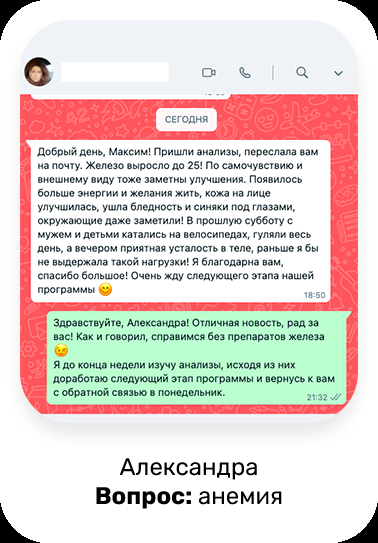 СЕГОДНЯ
Добрый день, Максим! Пришли анализы, переслала вам
на почту. Железо выросло до 25! По самочувствию и
внешнему виду тоже заметны улучшения. Появилось
больше энергии и желания жить, кожа на лице
улучшилась, ушла бледность и синяки под глазами,
окружающие даже заметили! В прошлую субботу с
мужем и детьми катались на велосипедах, гуляли весь
день, а вечером приятная усталость в теле, раньше я бы
не выдержала такой нагрузки! Я благодарна вам,
спасибо большое! Очень жду следующего этапа нашей
программы 😊
18:50
Здравствуйте, Александра! Отличная новость, рад за
вас! Как и говорил, справимся без препаратов железа
😉
Я до конца недели изучу анализы, исходя из них
доработаю следующий этап программы и вернусь к вам
с обратной связью в понедельник.
21:32
Александра
Вопрос: анемия